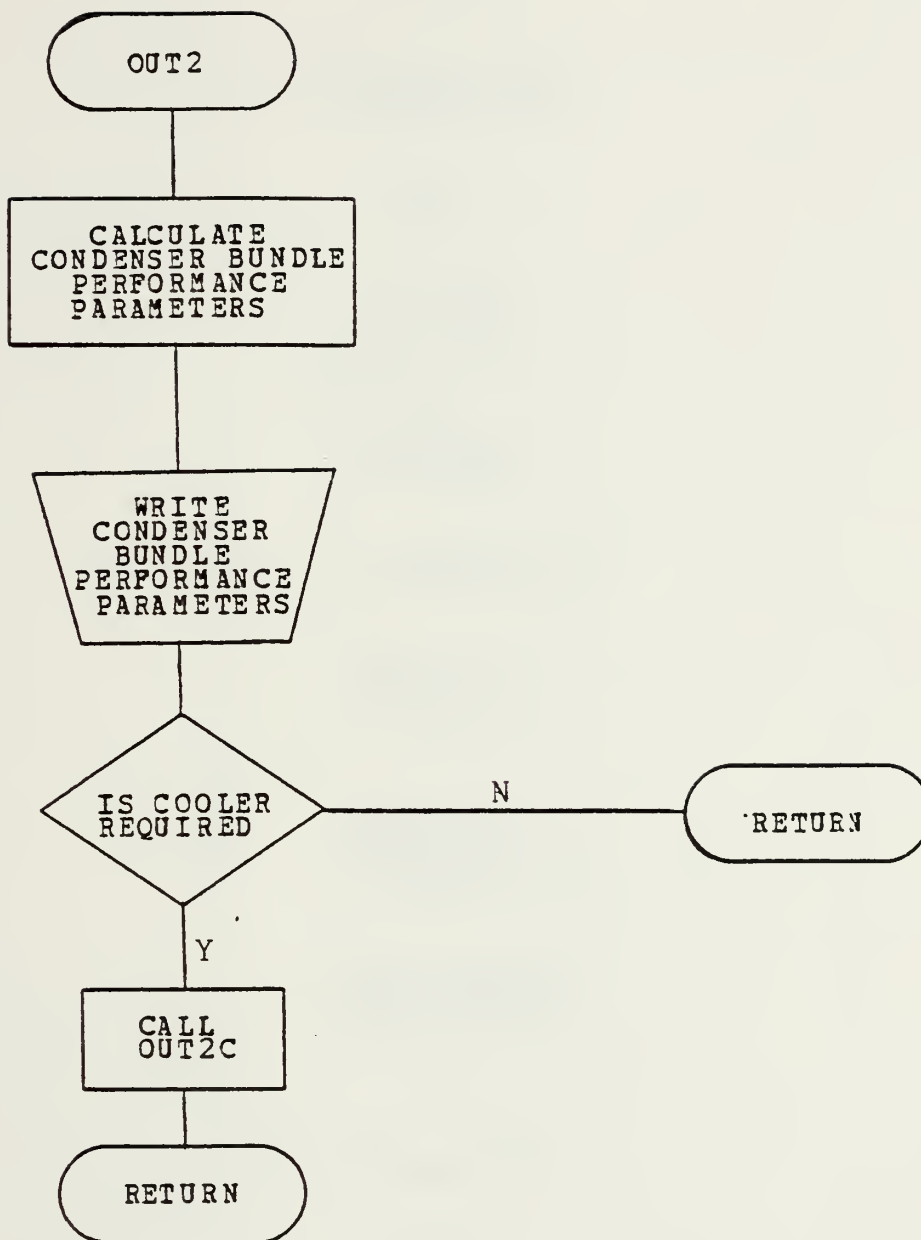 OUT2
CALCULATE
CONDENSER BUNDLE
PERFORMANCE
PARAMETERS
WRITE
CONDENSER
BUNDLE
PERFORMANCE
PARAMETERS
IS COOLER
REQUIRED
N
RETURN
Y
CALL
OUT2C
RETURN